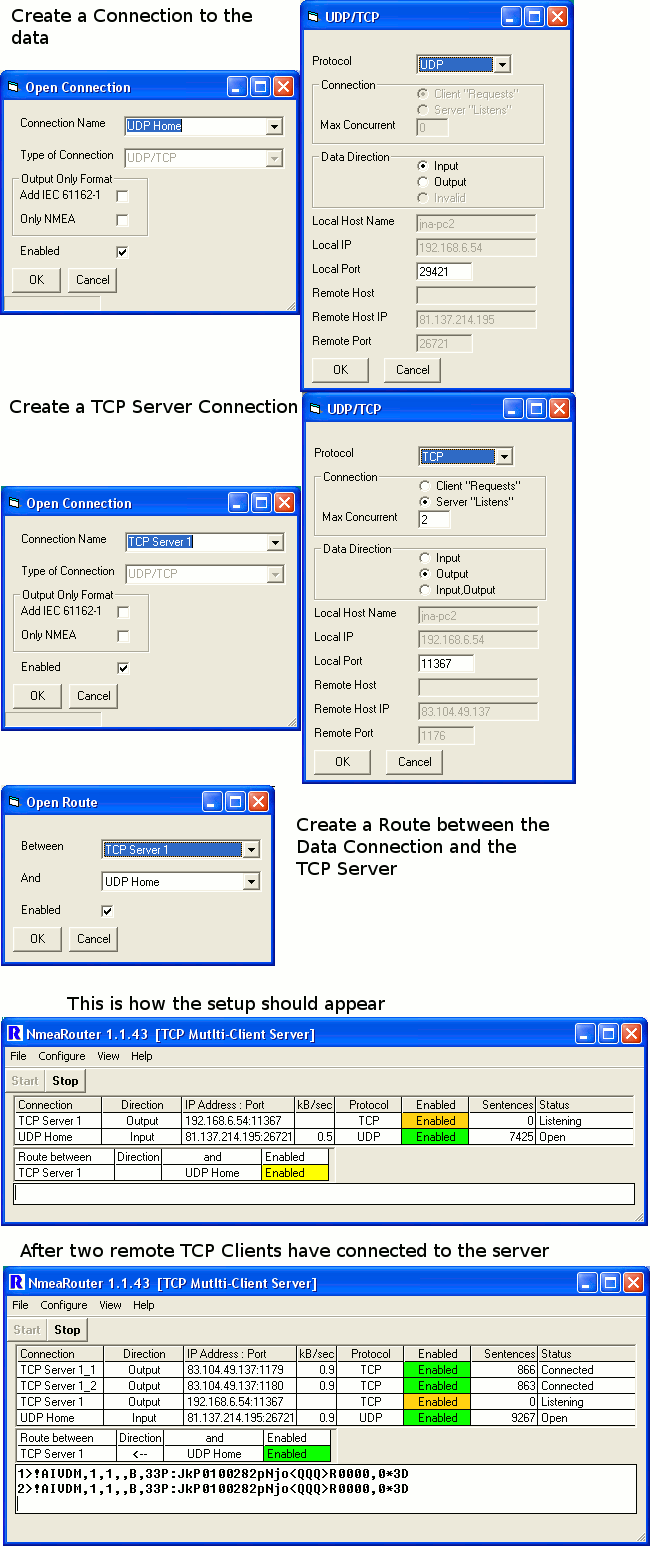 Create a Connection to the
data
Open Connection
Connection Name UDP Home
Type of Connection UDP/TCP
Output Only Format
Add IEC 61162-1
Only NMEA
Enabled
OK Cancel
UDP/TCP
Protocol UDP
Connection
Client "Requests"
Server "Listens"
Max Concurrent 0
Data Direction
Input
Output
Invalid
Local Host Name jna-pc2
Local IP 192.168.6.54
Local Port 29421
Remote Host
Remote Host IP 81.137.214.195
Remote Port 26721
OK Cancel
Create a TCP Server Connection
Open Connection
Connection Name TCP Server 1
Type of Connection UDP/TCP
Output Only Format
Add IEC 61162-1
Only NMEA
Enabled
OK Cancel
UDP/TCP
Protocol TCP
Connection
Client "Requests"
Server "Listens"
Max Concurrent 2
Data Direction
Input
Output
Input,Output
Local Host Name jna-pc2
Local IP 192.168.6.54
Local Port 11367
Remote Host
Remote Host IP 83.104.49.137
Remote Port 1176
OK Cancel
Open Route
Between TCP Server 1
And UDP Home
Enabled
OK Cancel
Create a Route between the
Data Connection and the
TCP Server
This is how the setup should appear
R NmeaRouter 1.1.43 [TCP Mutlti-Client Server]
File Configure View Help
Start Stop
Connection Direction IP Address : Port kB/sec Protocol Enabled Sentences Status
TCP Server 1 Output 192.168.6.54:11367 TCP Enabled 0 Listening
UDP Home Input 81.137.214.195:26721 0.5 UDP Enabled 7425 Open
Route between Direction and Enabled
TCP Server 1 UDP Home Enabled
After two remote TCP Clients have connected to the server
R NmeaRouter 1.1.43 [TCP Mutlti-Client Server]
File Configure View Help
Start Stop
Connection Direction IP Address : Port kB/sec Protocol Enabled Sentences Status
TCP Server 1_1 Output 83.104.49.137:1179 0.9 TCP Enabled 866 Connected
TCP Server 1_2 Output 83.104.49.137:1180 0.9 TCP Enabled 863 Connected
TCP Server 1 Output 192.168.6.54:11367 TCP Enabled 0 Listening
UDP Home Input 81.137.214.195:26721 0.9 UDP Enabled 9267 Open
Route between Direction and Enabled
TCP Server 1 <-- UDP Home Enabled
1>!AIVDM,1,1,,B,33P:JkP0100282pNjo<QQQ>R0000,0*3D
2>!AIVDM,1,1,,B,33P:JkP0100282pNjo<QQQ>R0000,0*3D